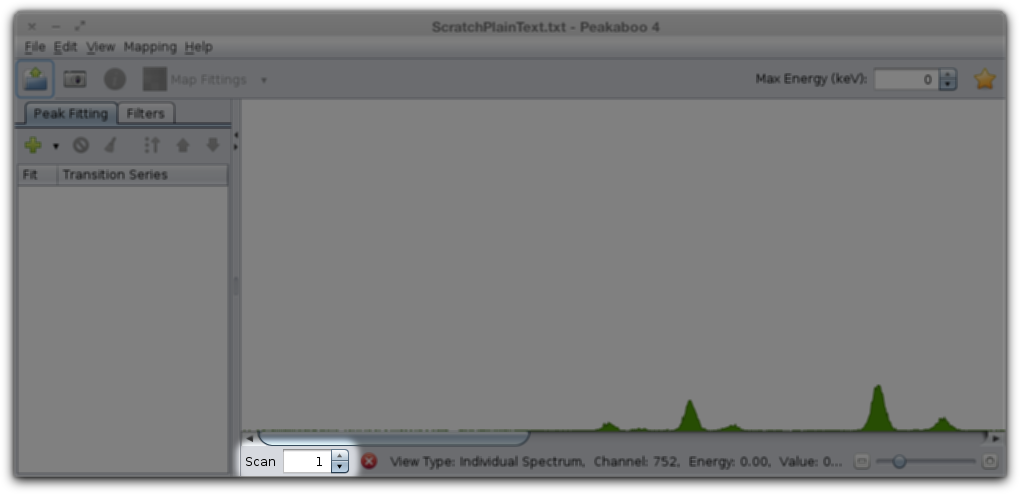 ScratchPlainText.txt - Peakaboo 4
File Edit View Mapping Help
Map Fittings Max Energy (keV): 0
Peak Fitting Filters
Fit Transition Series
Scan 1 View Type: Individual Spectrum, Channel: 752, Energy: 0.00, Value: 0...